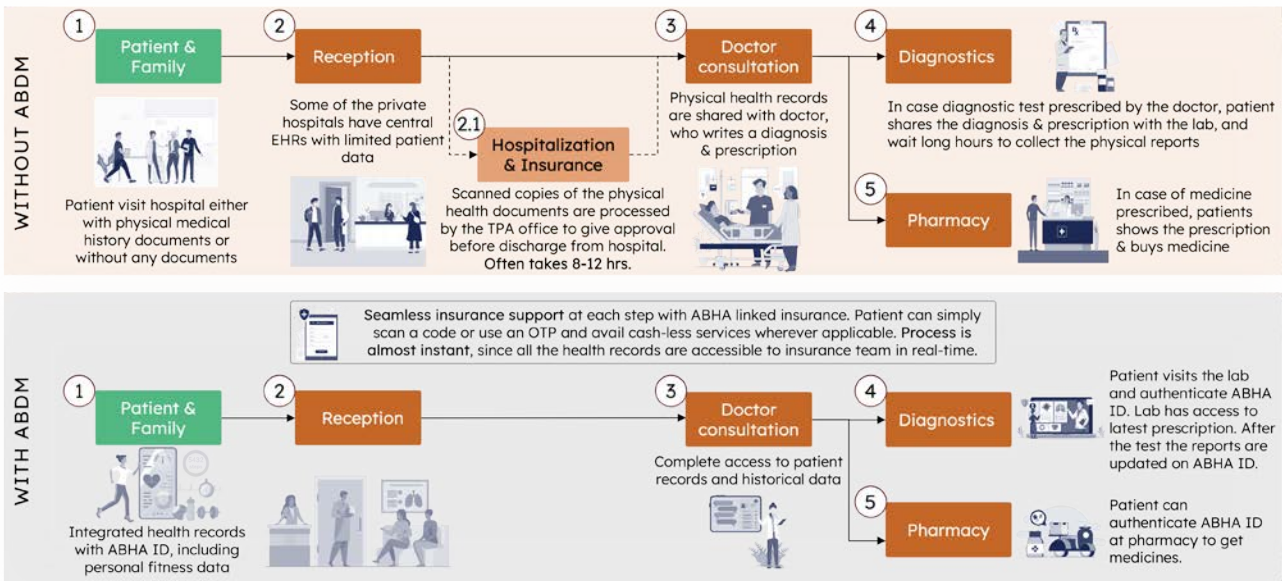 WITHOUT ABDM
1
Patient &
Family
Patient visit hospital either
with physical medical
history documents or
without any documents
2
Reception
Some of the private
hospitals have central
EHRs with limited patient
data
2.1
Hospitalization
& Insurance
Scanned copies of the physical
health documents are processed
by the TPA office to give approval
before discharge from hospital.
Often takes 8-12 hrs.
3
Doctor
consultation
Physical health records
are shared with doctor,
who writes a diagnosis
& prescription
4
Diagnostics
In case diagnostic test prescribed by the doctor, patient
shares the diagnosis & prescription with the lab, and
wait long hours to collect the physical reports
5
Pharmacy
In case of medicine
prescribed, patients
shows the prescription
& buys medicine
WITH ABDM
Seamless insurance support at each step with ABHA linked insurance. Patient can simply
scan a code or use an OTP and avail cash-less services wherever applicable. Process is
almost instant, since all the health records are accessible to insurance team in real-time.
1
Patient &
Family
Integrated health records
with ABHA ID, including
personal fitness data
2
Reception
3
Doctor
consultation
Complete access to patient
records and historical data
4
Diagnostics
Patient visits the lab
and authenticate ABHA
ID. Lab has access to
latest prescription. After
the test the reports are
updated on ABHA ID.
5
Pharmacy
Patient can
authenticate ABHA ID
at pharmacy to get
medicines.